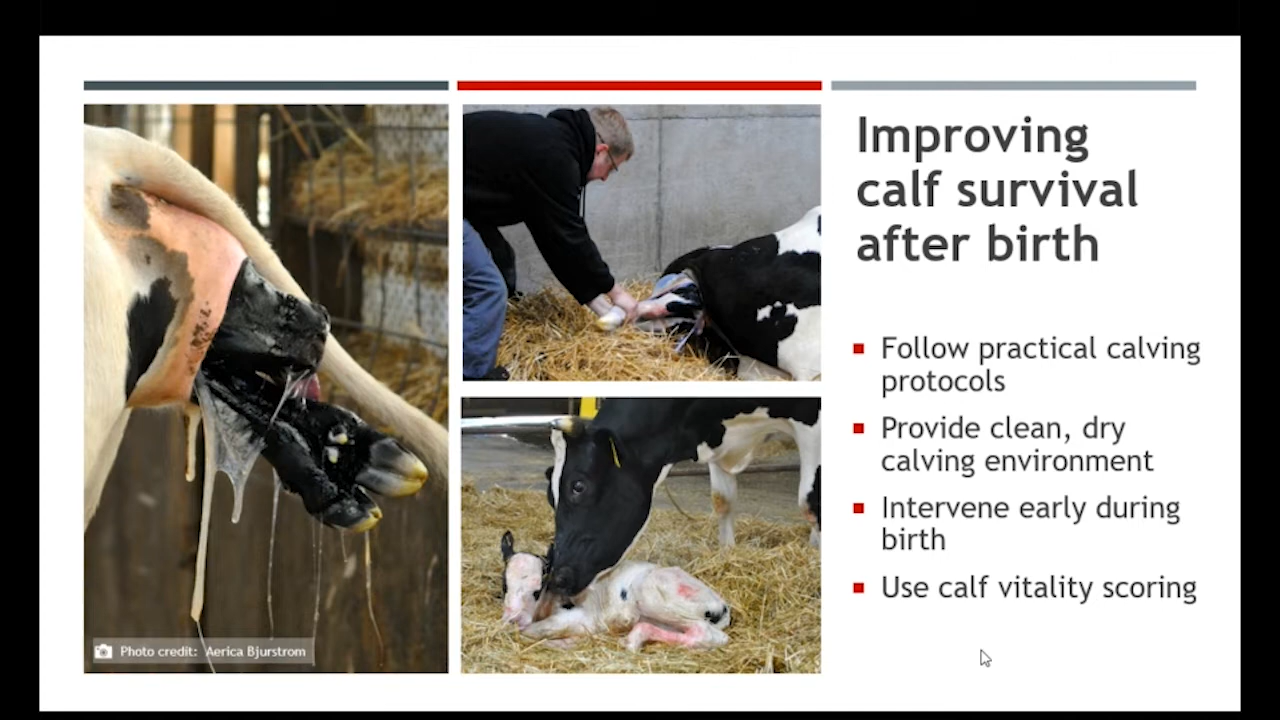 Improving
calf survival
after birth
Follow practical calving
protocols
Provide clean, dry
calving environment
Intervene early during
birth
Use calf vitality scoring
Photo credit: Aerica Bjurstrom